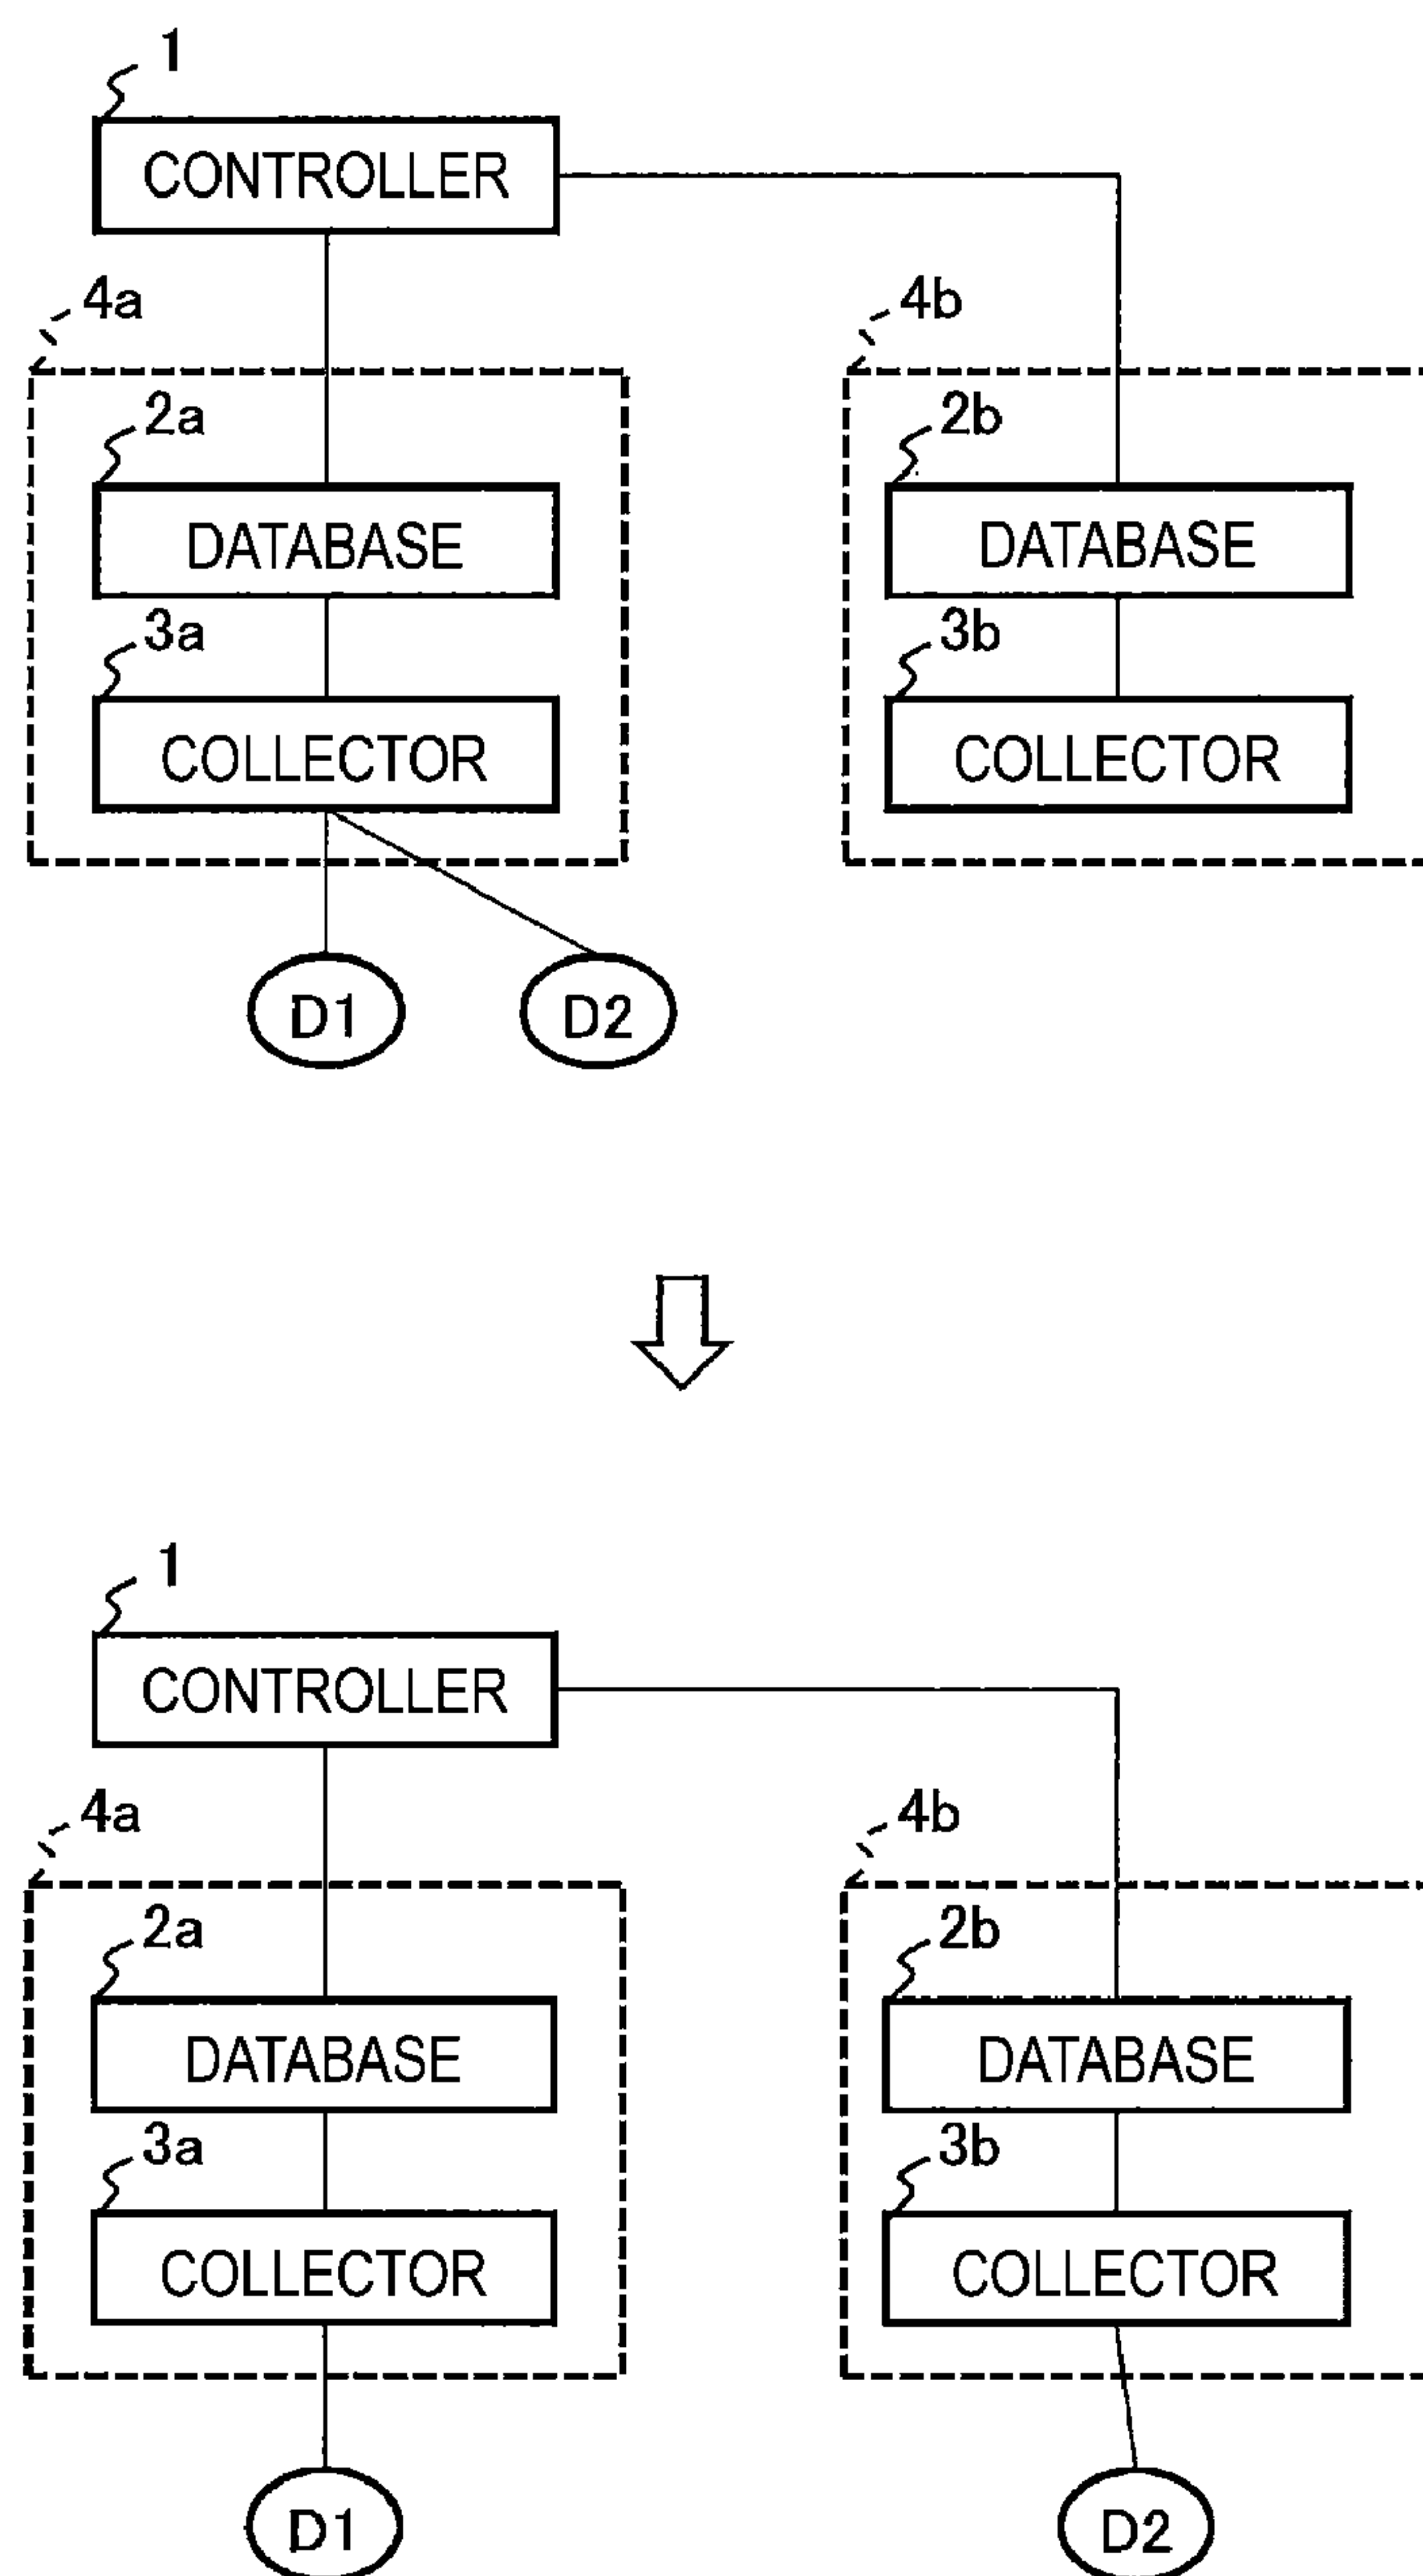 1
CONTROLLER
4a
4b
2a
2b
DATABASE
DATABASE
3a
3b
COLLECTOR
COLLECTOR
D1
D2
1
CONTROLLER
4a
4b
2a
2b
DATABASE
DATABASE
3a
3b
COLLECTOR
COLLECTOR
D1
D2